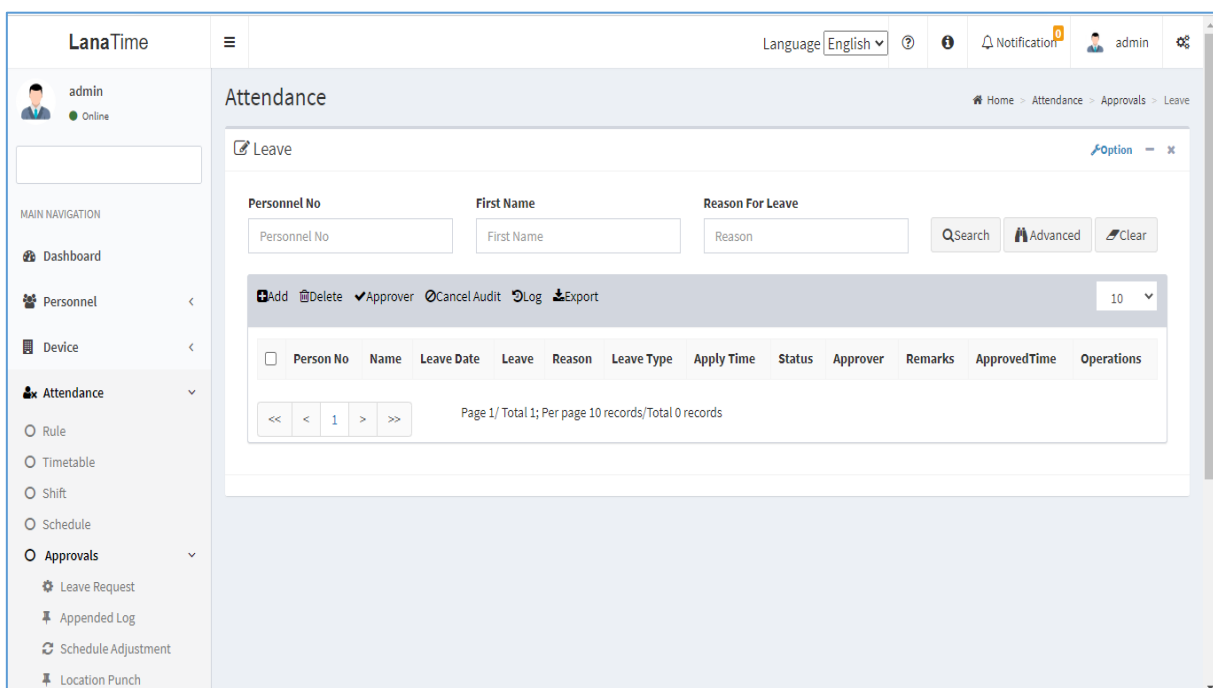 LanaTime
Language English ? i Notification 0 admin
admin
Online
Attendance
Home > Attendance > Approvals > Leave
Leave
Option
MAIN NAVIGATION
Dashboard
Personnel
Device
Attendance
Rule
Timetable
Shift
Schedule
Approvals
Leave Request
Appended Log
Schedule Adjustment
Location Punch
Personnel No First Name Reason For Leave
Personnel No First Name Reason Search Advanced Clear
Add Delete Approver Cancel Audit Log Export 10
Person No Name Leave Date Leave Reason Leave Type Apply Time Status Approver Remarks ApprovedTime Operations
<< < 1 > >> Page 1/ Total 1; Per page 10 records/Total 0 records